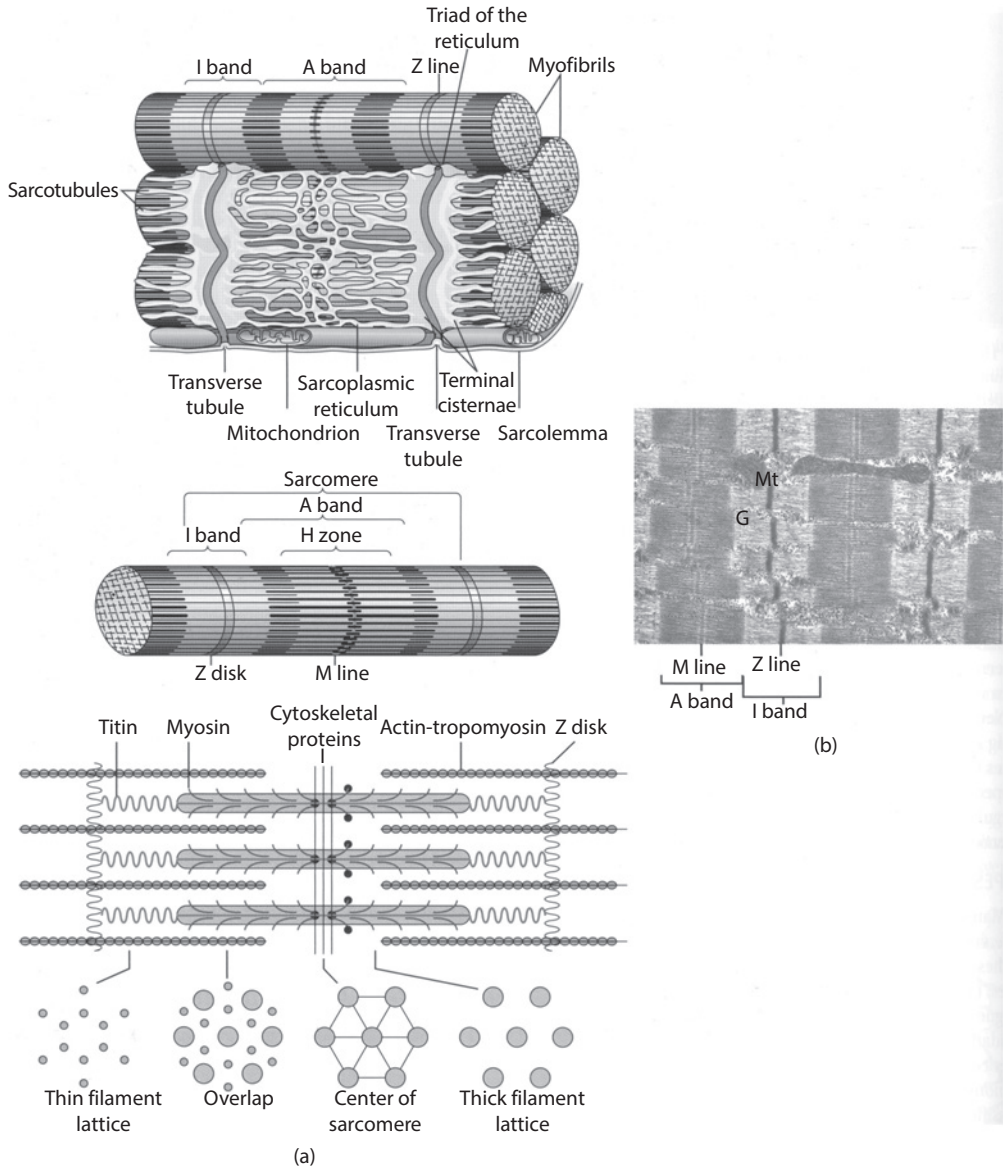 Triad of the
reticulum
I band
A band
Z line
Myofibrils
Sarcotubules
Transverse
tubule
Mitochondrion
Sarcoplasmic
reticulum
Transverse
tubule
Terminal
cisternae
Sarcolemma
Sarcomere
A band
I band
H zone
Z disk
M line
Titin
Myosin
Cytoskeletal
proteins
Actin-tropomyosin
Z disk
Thin filament
lattice
Overlap
Center of
sarcomere
Thick filament
lattice
(a)
Mt
G
M line
Z line
A band
I band
(b)